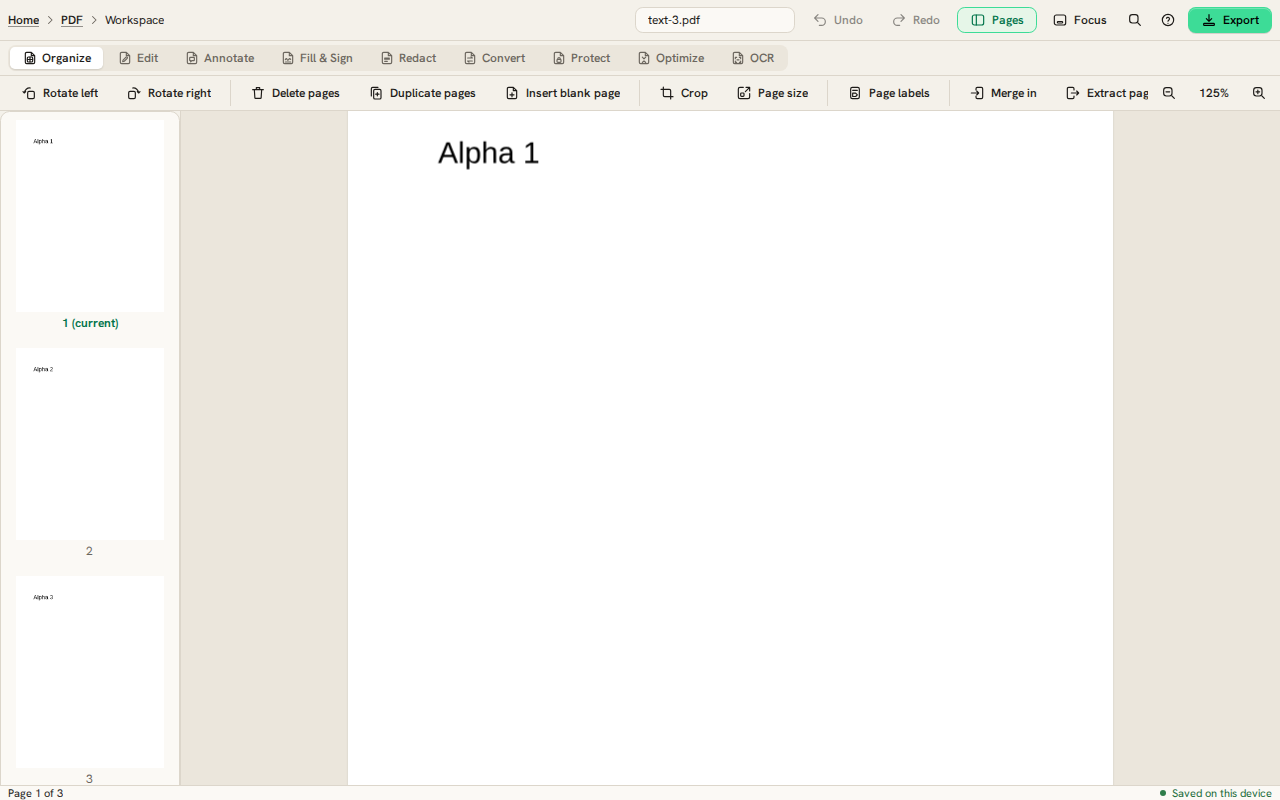 Home > PDF > Workspace
text-3.pdf
Undo
Redo
Pages
Focus
Export
Organize
Edit
Annotate
Fill & Sign
Redact
Convert
Protect
Optimize
OCR
Rotate left
Rotate right
Delete pages
Duplicate pages
Insert blank page
Crop
Page size
Page labels
Merge in
Extract pag
125%
Alpha 1
1 (current)
Alpha 2
2
Alpha 3
3
Alpha 1
Page 1 of 3
Saved on this device